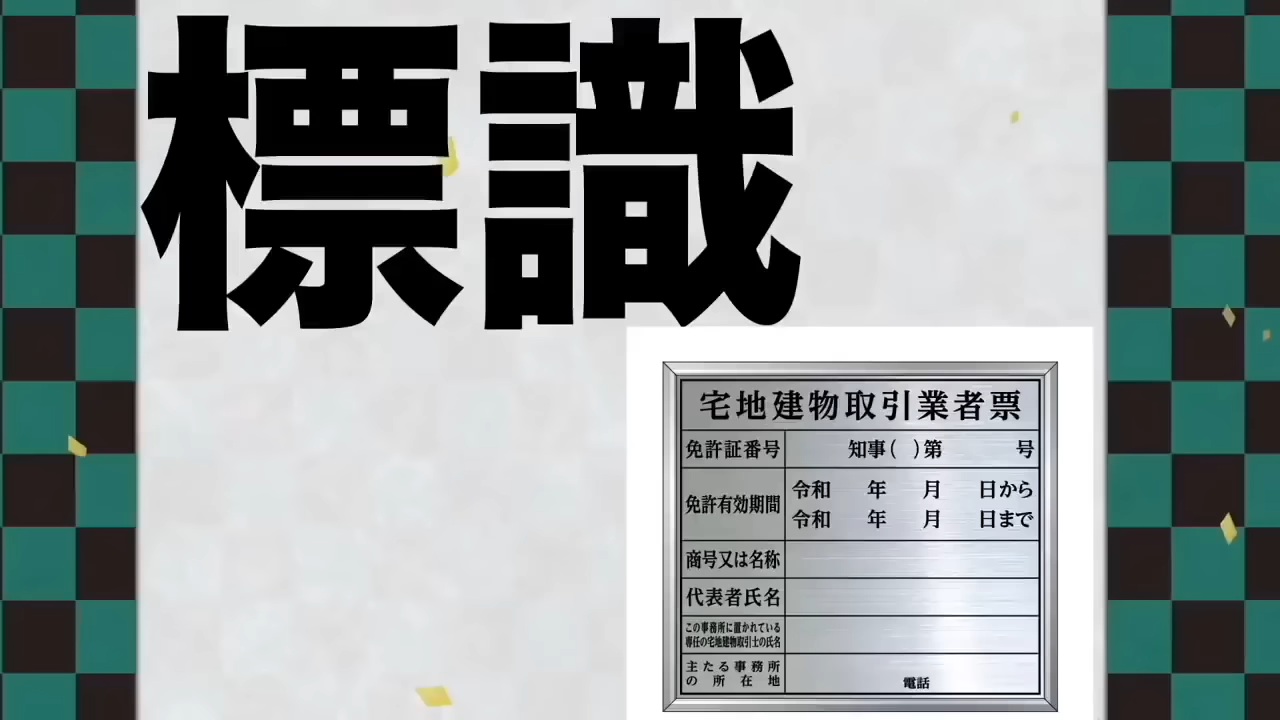 標識
宅地建物取引業者票
免許証番号 知事( )第 号
免許有効期間 令和 年 月 日から
令和 年 月 日まで
商号又は名称
代表者氏名
この事務所に置かれている
専任の宅地建物取引士の氏名
主たる事務所
の所在地 電話